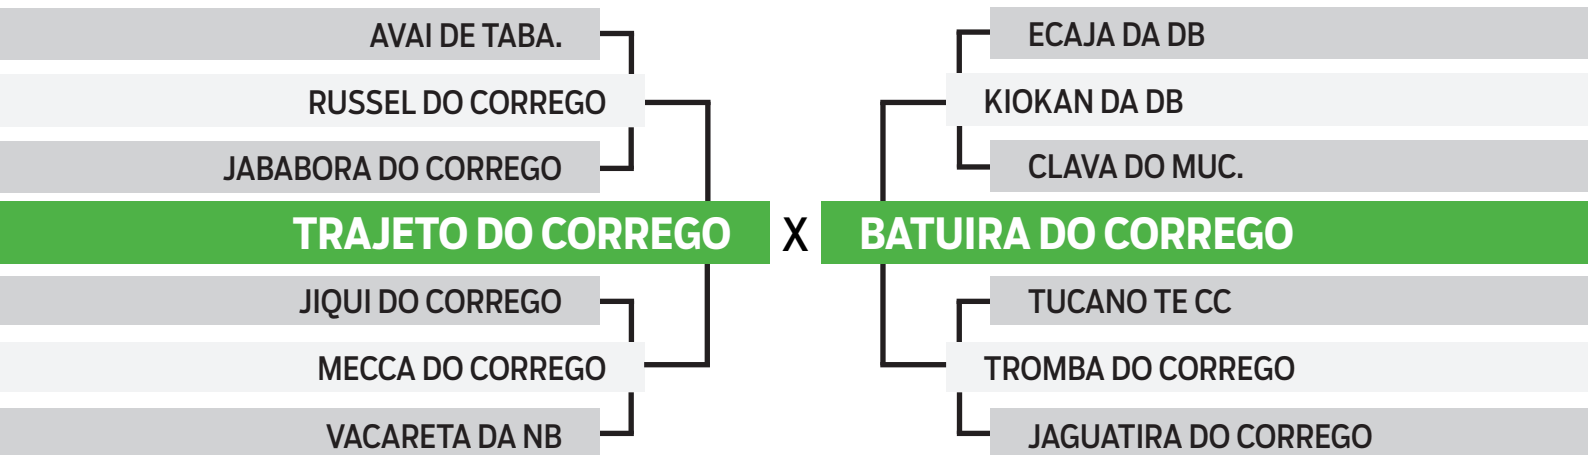 AVAI DE TABA.
RUSSEL DO CORREGO
JABABORA DO CORREGO
ECAJA DA DB
KIOKAN DA DB
CLAVA DO MUC.
TRAJETO DO CORREGO X BATUIRA DO CORREGO
JIQUI DO CORREGO
MECCA DO CORREGO
VACARETA DA NB
TUCANO TE CC
TROMBA DO CORREGO
JAGUATIRA DO CORREGO